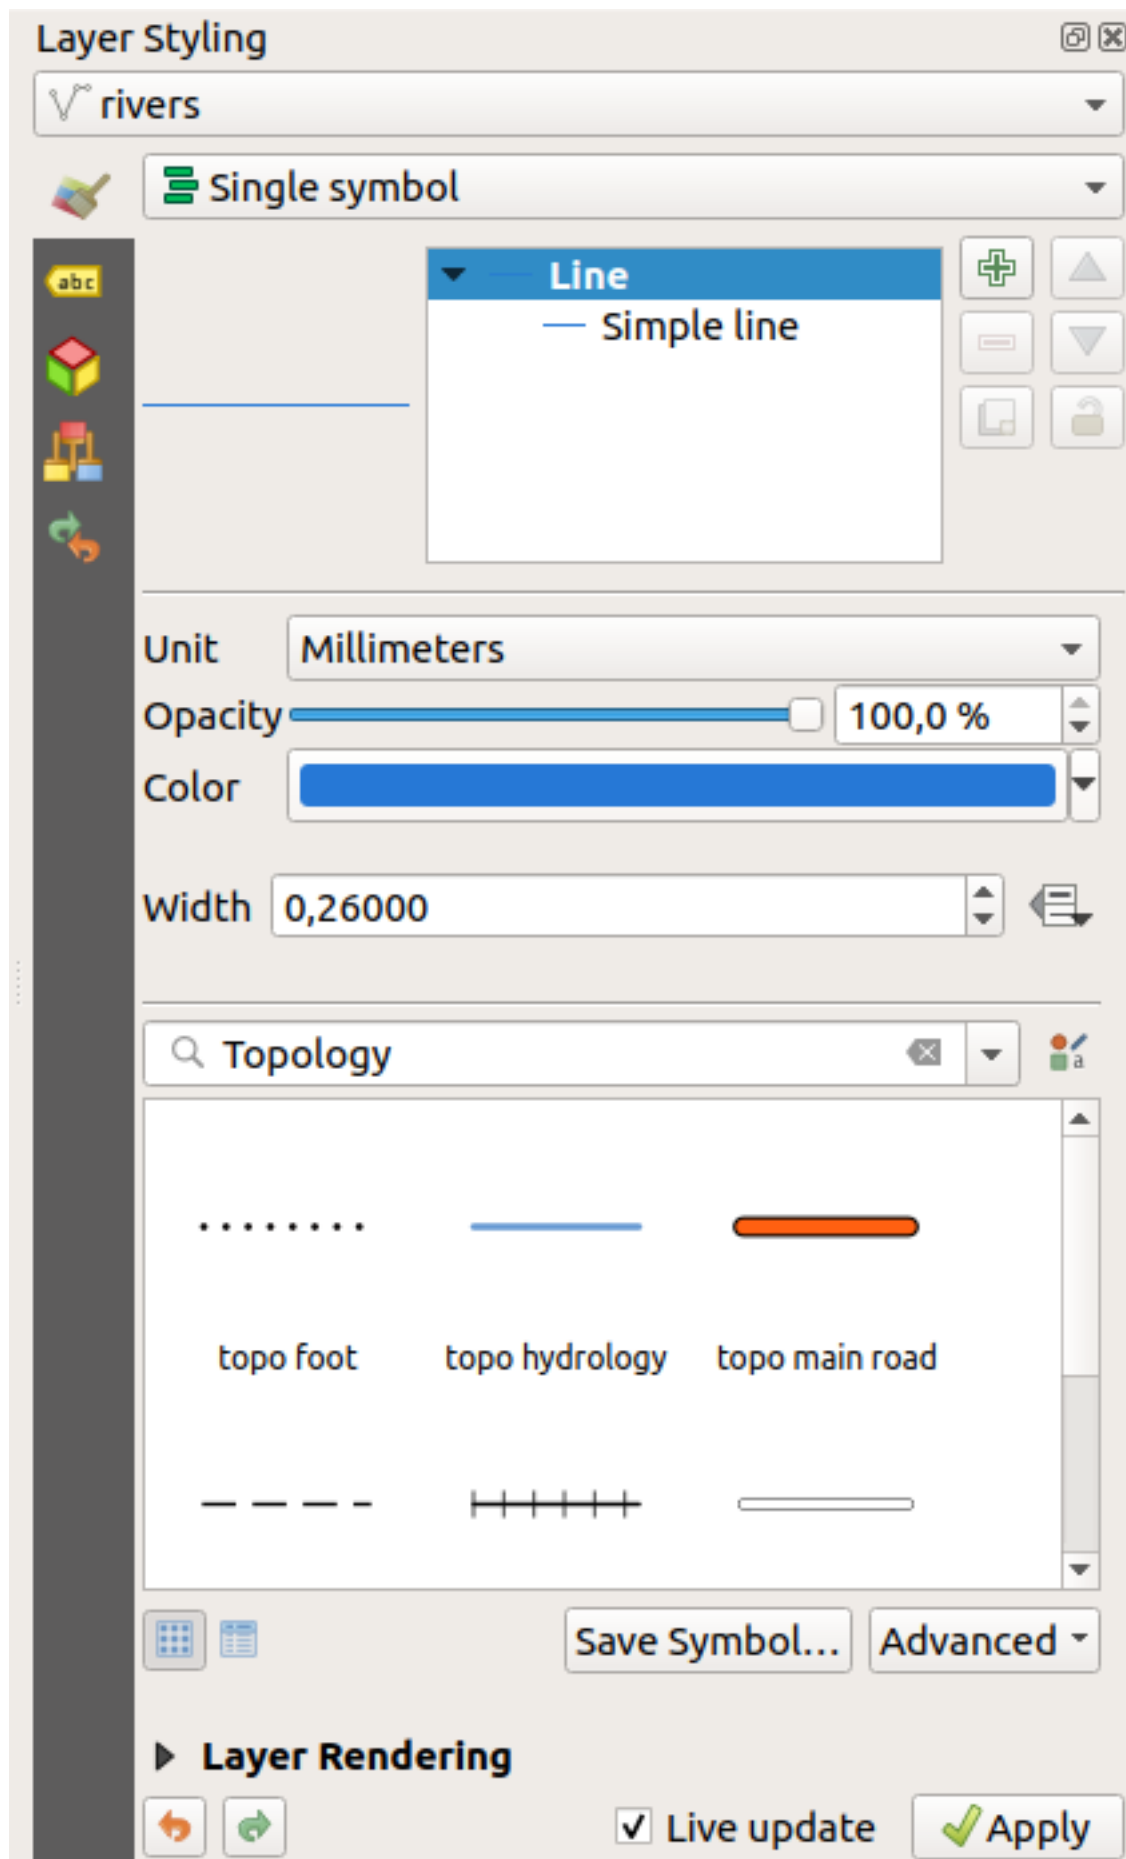 Layer Styling
rivers
Single symbol
abc
Line
Simple line
Unit Millimeters
Opacity 100,0 %
Color
Width 0,26000
Topology
a
topo foot topo hydrology topo main road
Save Symbol... Advanced
Layer Rendering
Live update Apply